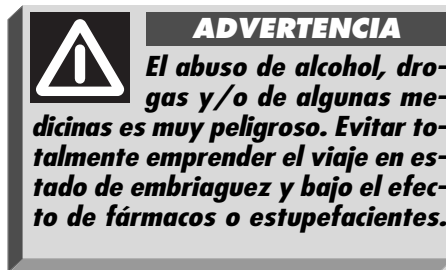 ADVERTENCIA
El abuso de alcohol, dro-
gas y/o de algunas me-
dicinas es muy peligroso. Evitar to-
talmente emprender el viaje en es-
tado de embriaguez y bajo el efec-
to de fármacos o estupefacientes.